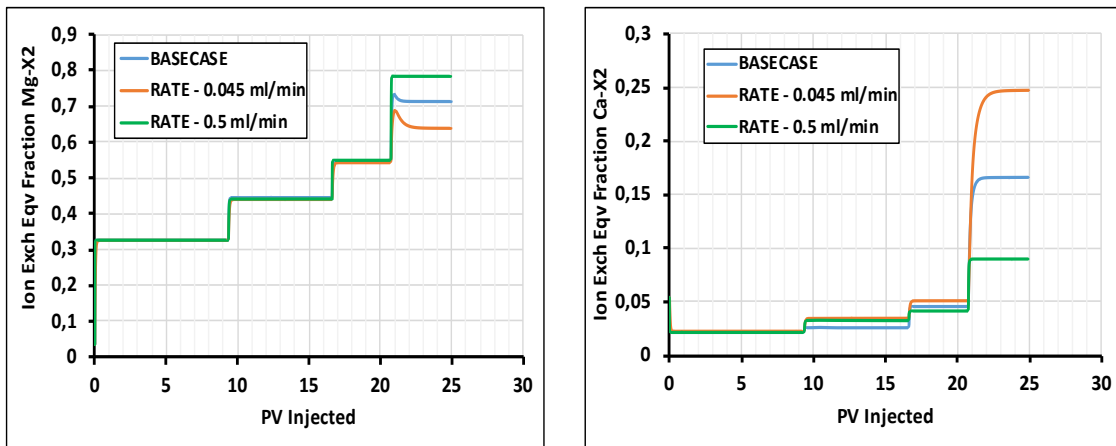 Ion Exch Eqv Fraction Mg-X2
0,9
0,8
0,7
0,6
0,5
0,4
0,3
0,2
0,1
0
BASECASE
RATE - 0.045 ml/min
RATE - 0.5 ml/min
0 5 10 15 20 25 30
PV Injected
Ion Exch Eqv Fraction Ca-X2
0,3
0,25
0,2
0,15
0,1
0,05
0
BASECASE
RATE - 0.045 ml/min
RATE - 0.5 ml/min
0 5 10 15 20 25 30
PV Injected